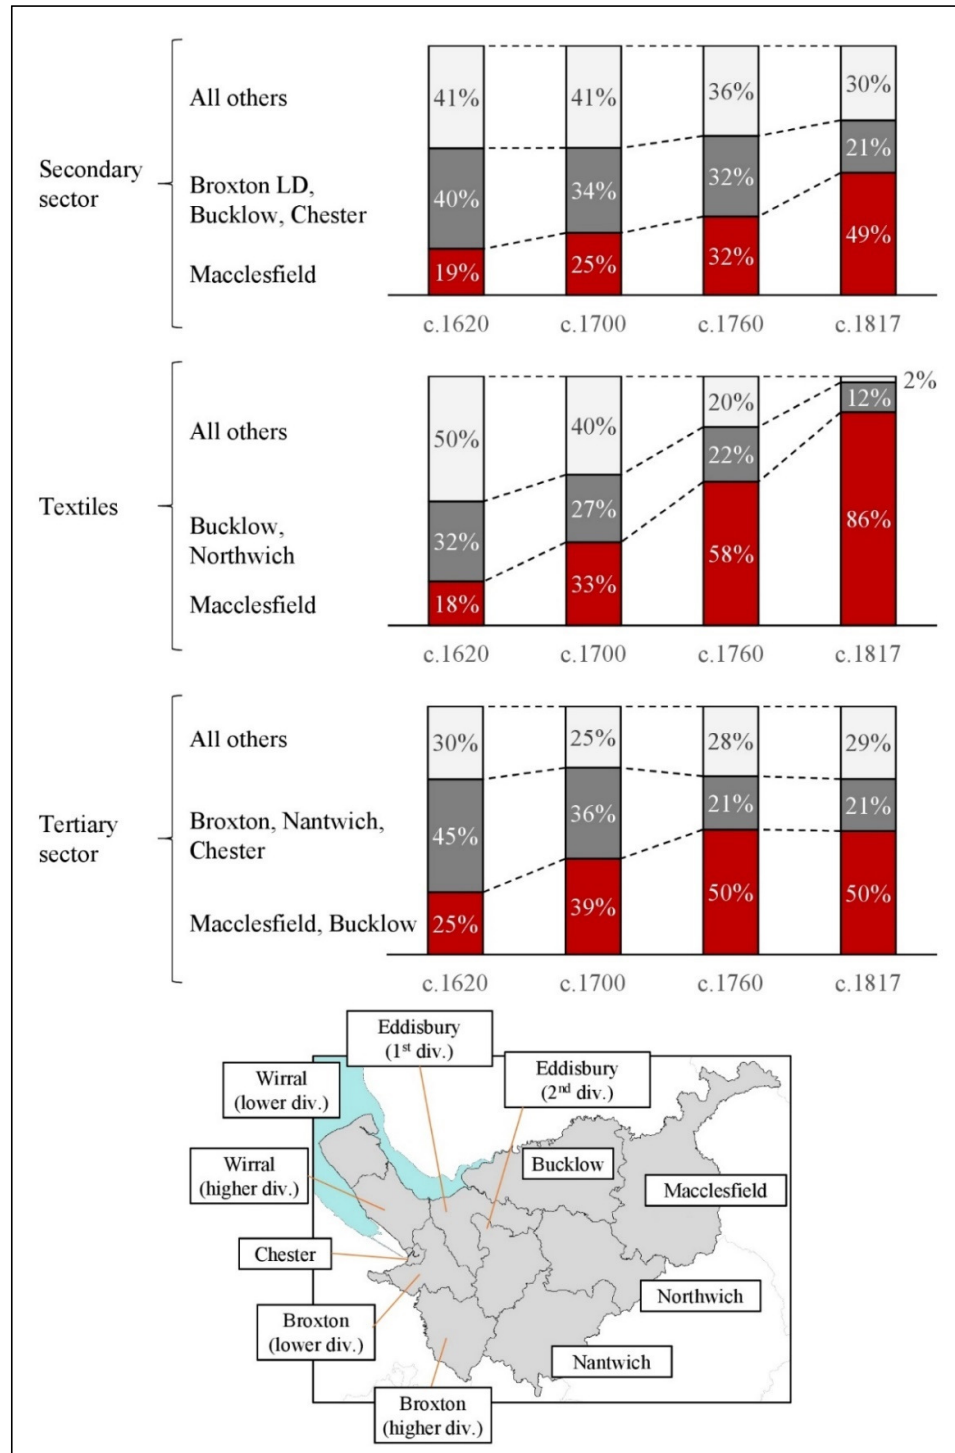 All others
41%
41%
36%
30%
Secondary
sector
Broxton LD,
Bucklow, Chester
40%
34%
32%
21%
Macclesfield
19%
25%
32%
49%
c.1620
c.1700
c.1760
c.1817
All others
50%
40%
20%
2%
Textiles
Bucklow,
Northwich
32%
27%
22%
12%
Macclesfield
18%
33%
58%
86%
c.1620
c.1700
c.1760
c.1817
All others
30%
25%
28%
29%
Tertiary
sector
Broxton, Nantwich,
Chester
45%
36%
21%
21%
Macclesfield, Bucklow
25%
39%
50%
50%
c.1620
c.1700
c.1760
c.1817
Eddisbury
(1st div.)
Eddisbury
(2nd div.)
Wirral
(lower div.)
Bucklow
Wirral
(higher div.)
Macclesfield
Chester
Northwich
Broxton
(lower div.)
Nantwich
Broxton
(higher div.)